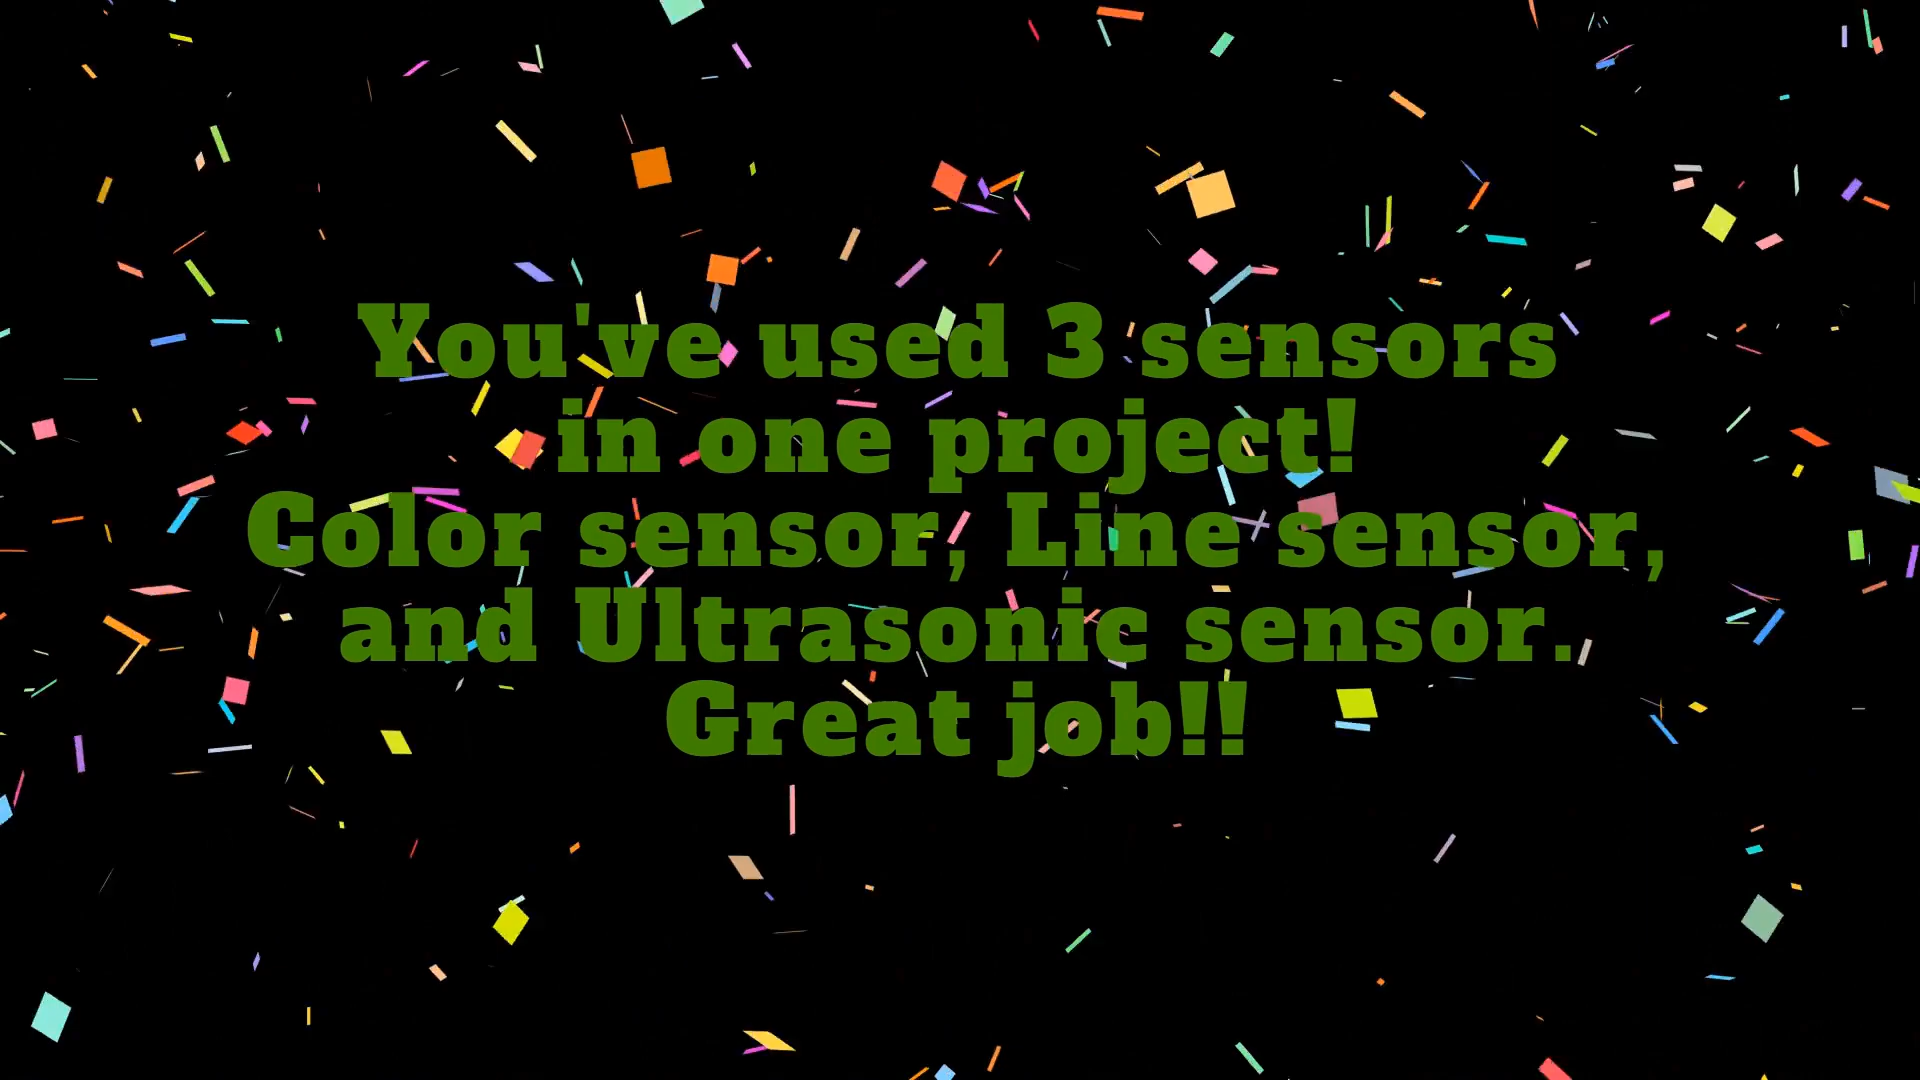 You've used 3 sensors
in one project!
Color sensor, Line sensor,
and Ultrasonic sensor.
Great job!!